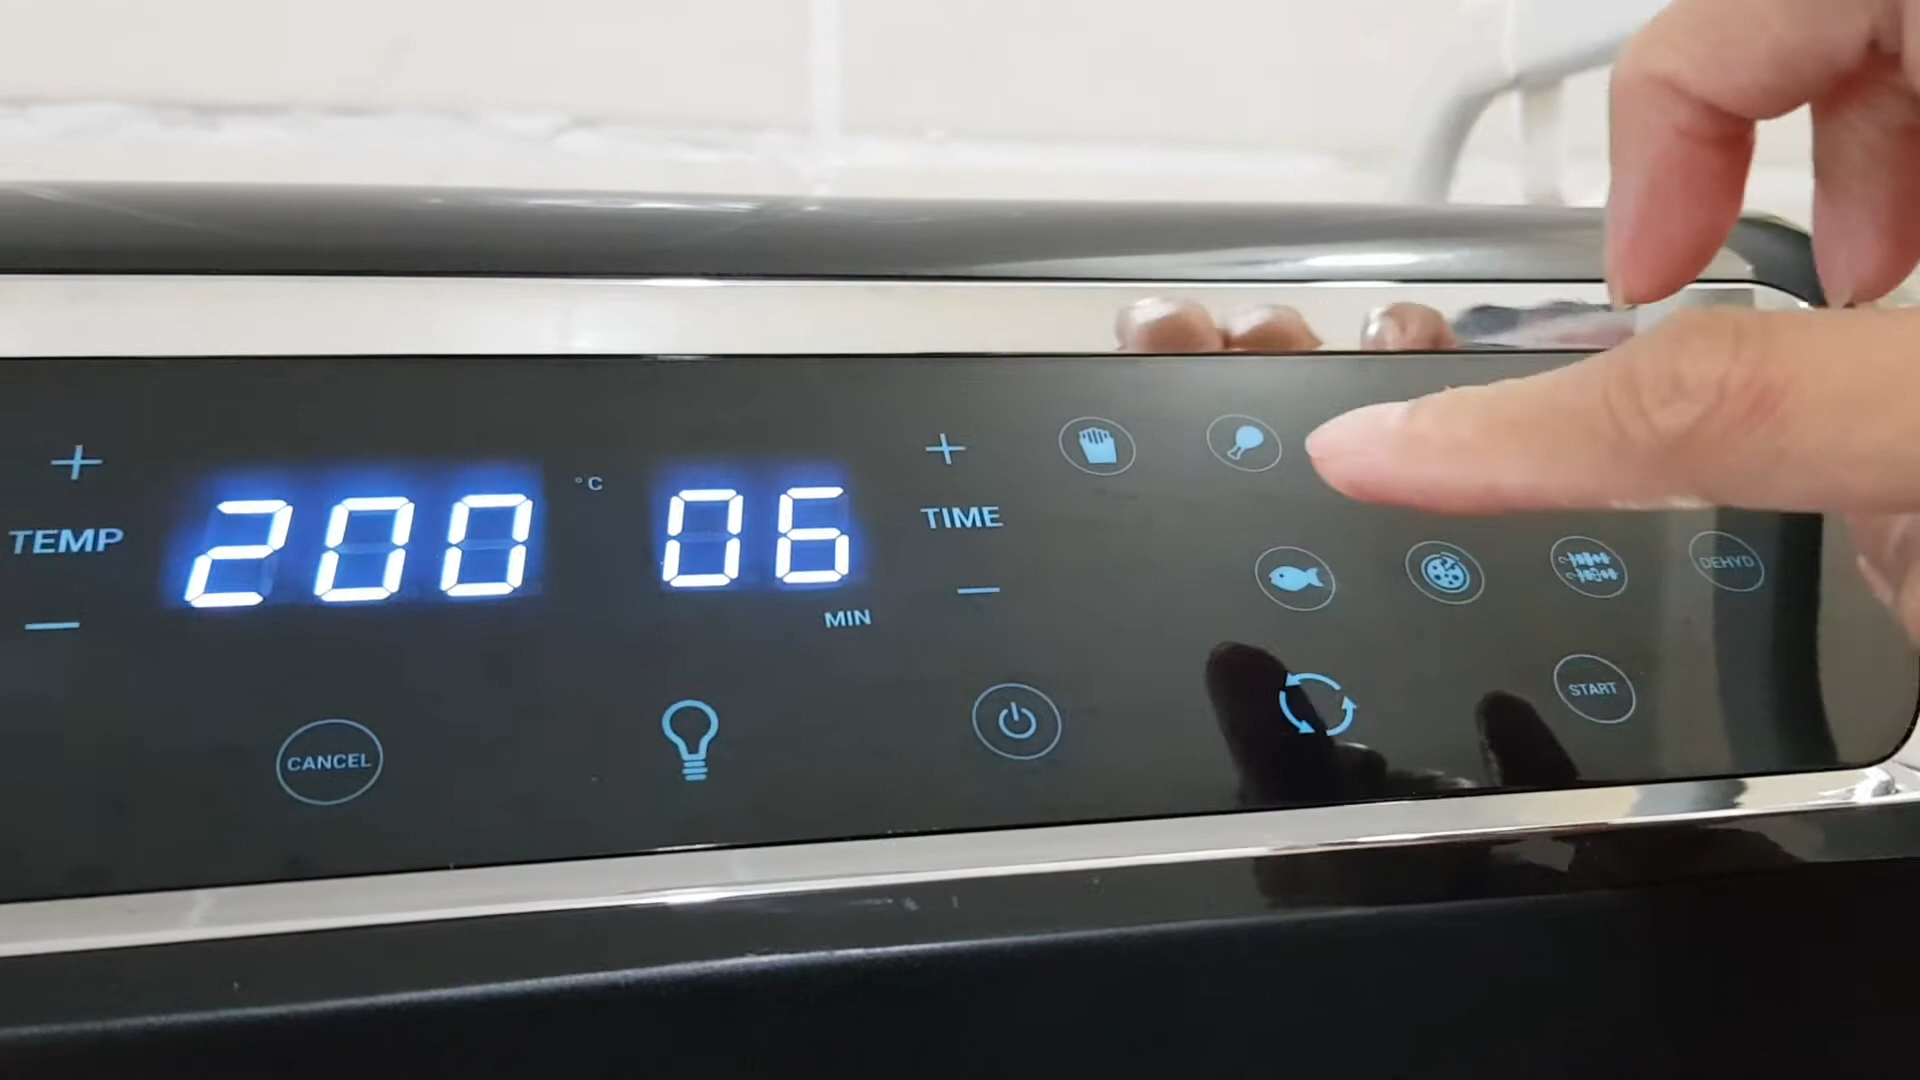 +
TEMP
−
200 °C
06
MIN
+
TIME
−
DEHYD
CANCEL
START